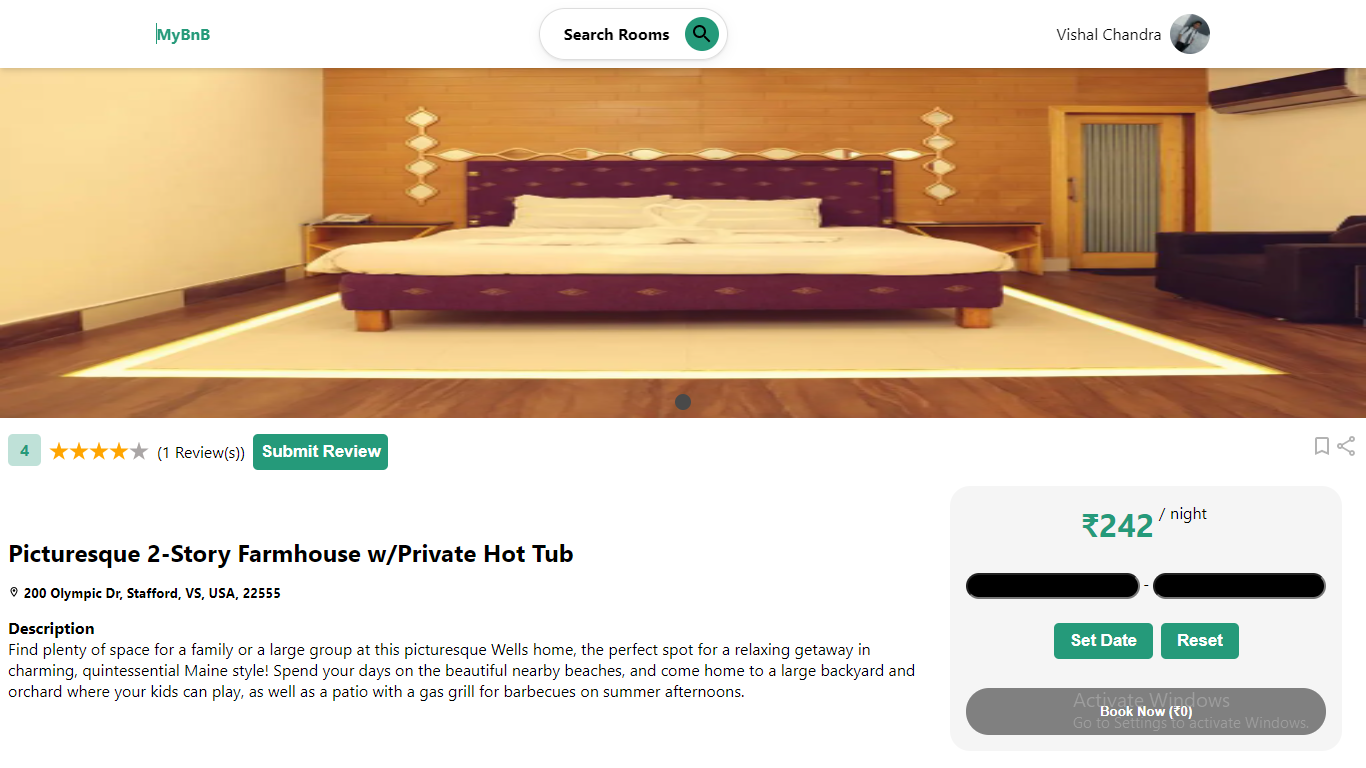 MyBnB
Search Rooms
Vishal Chandra
4
(1 Review(s))
Submit Review
₹242 / night
-
Set Date
Reset
Book Now (₹0)
Activate Windows
Go to Settings to activate Windows.
Picturesque 2-Story Farmhouse w/Private Hot Tub
200 Olympic Dr, Stafford, VS, USA, 22555
Description
Find plenty of space for a family or a large group at this picturesque Wells home, the perfect spot for a relaxing getaway in
charming, quintessential Maine style! Spend your days on the beautiful nearby beaches, and come home to a large backyard and
orchard where your kids can play, as well as a patio with a gas grill for barbecues on summer afternoons.